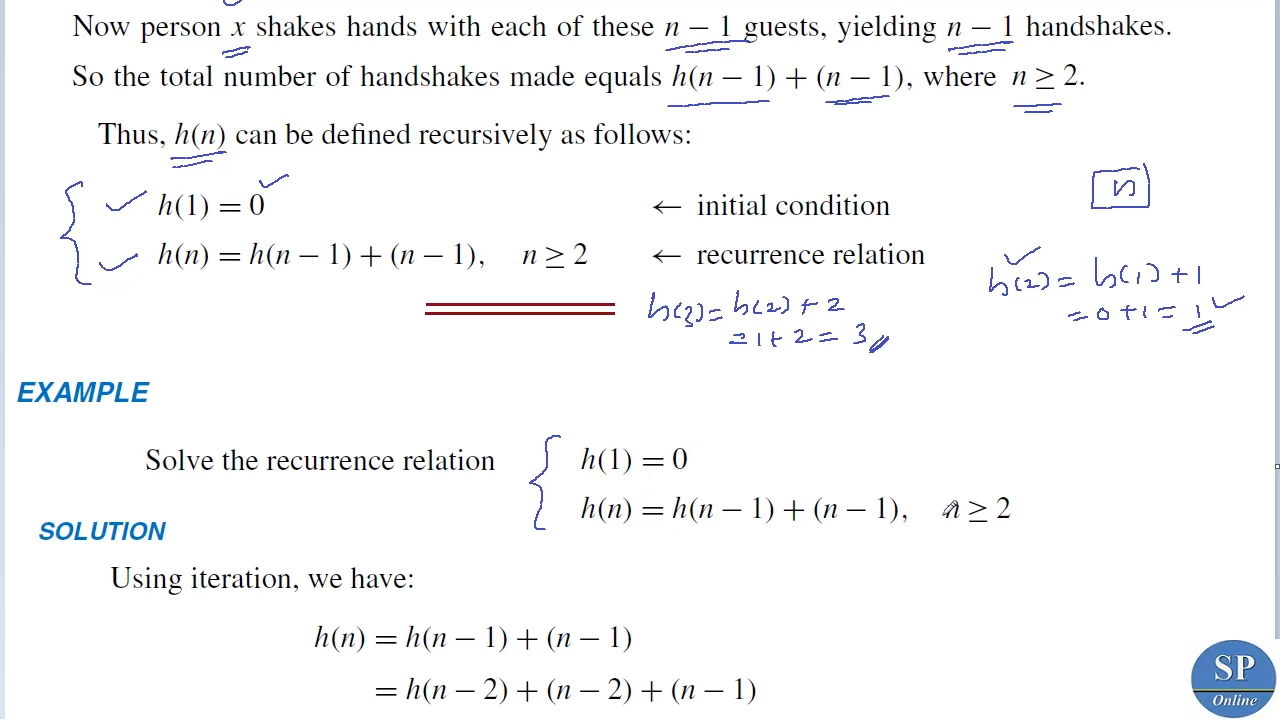 Now person x shakes hands with each of these n − 1 guests, yielding n − 1 handshakes.
So the total number of handshakes made equals h(n − 1) + (n − 1), where n ≥ 2.
Thus, h(n) can be defined recursively as follows:
h(1) = 0 ← initial condition
n
h(n) = h(n − 1) + (n − 1), n ≥ 2 ← recurrence relation
h(2) = h(1) + 1
= 0 + 1 = 1
h(3) = h(2) + 2
= 1 + 2 = 3
EXAMPLE
Solve the recurrence relation
h(1) = 0
h(n) = h(n − 1) + (n − 1), n ≥ 2
SOLUTION
Using iteration, we have:
h(n) = h(n − 1) + (n − 1)
= h(n − 2) + (n − 2) + (n − 1)
SP
Online